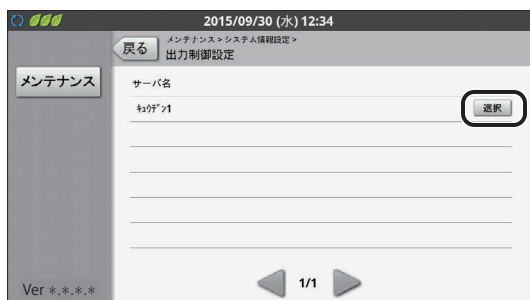 2015/09/30 (水) 12:34
戻る
メンテナンス > システム情報設定 >
出力制御設定
メンテナンス
サーバ名
ｷｭｳﾃﾞﾝ1
選択
1/1
Ver *.*.*.*